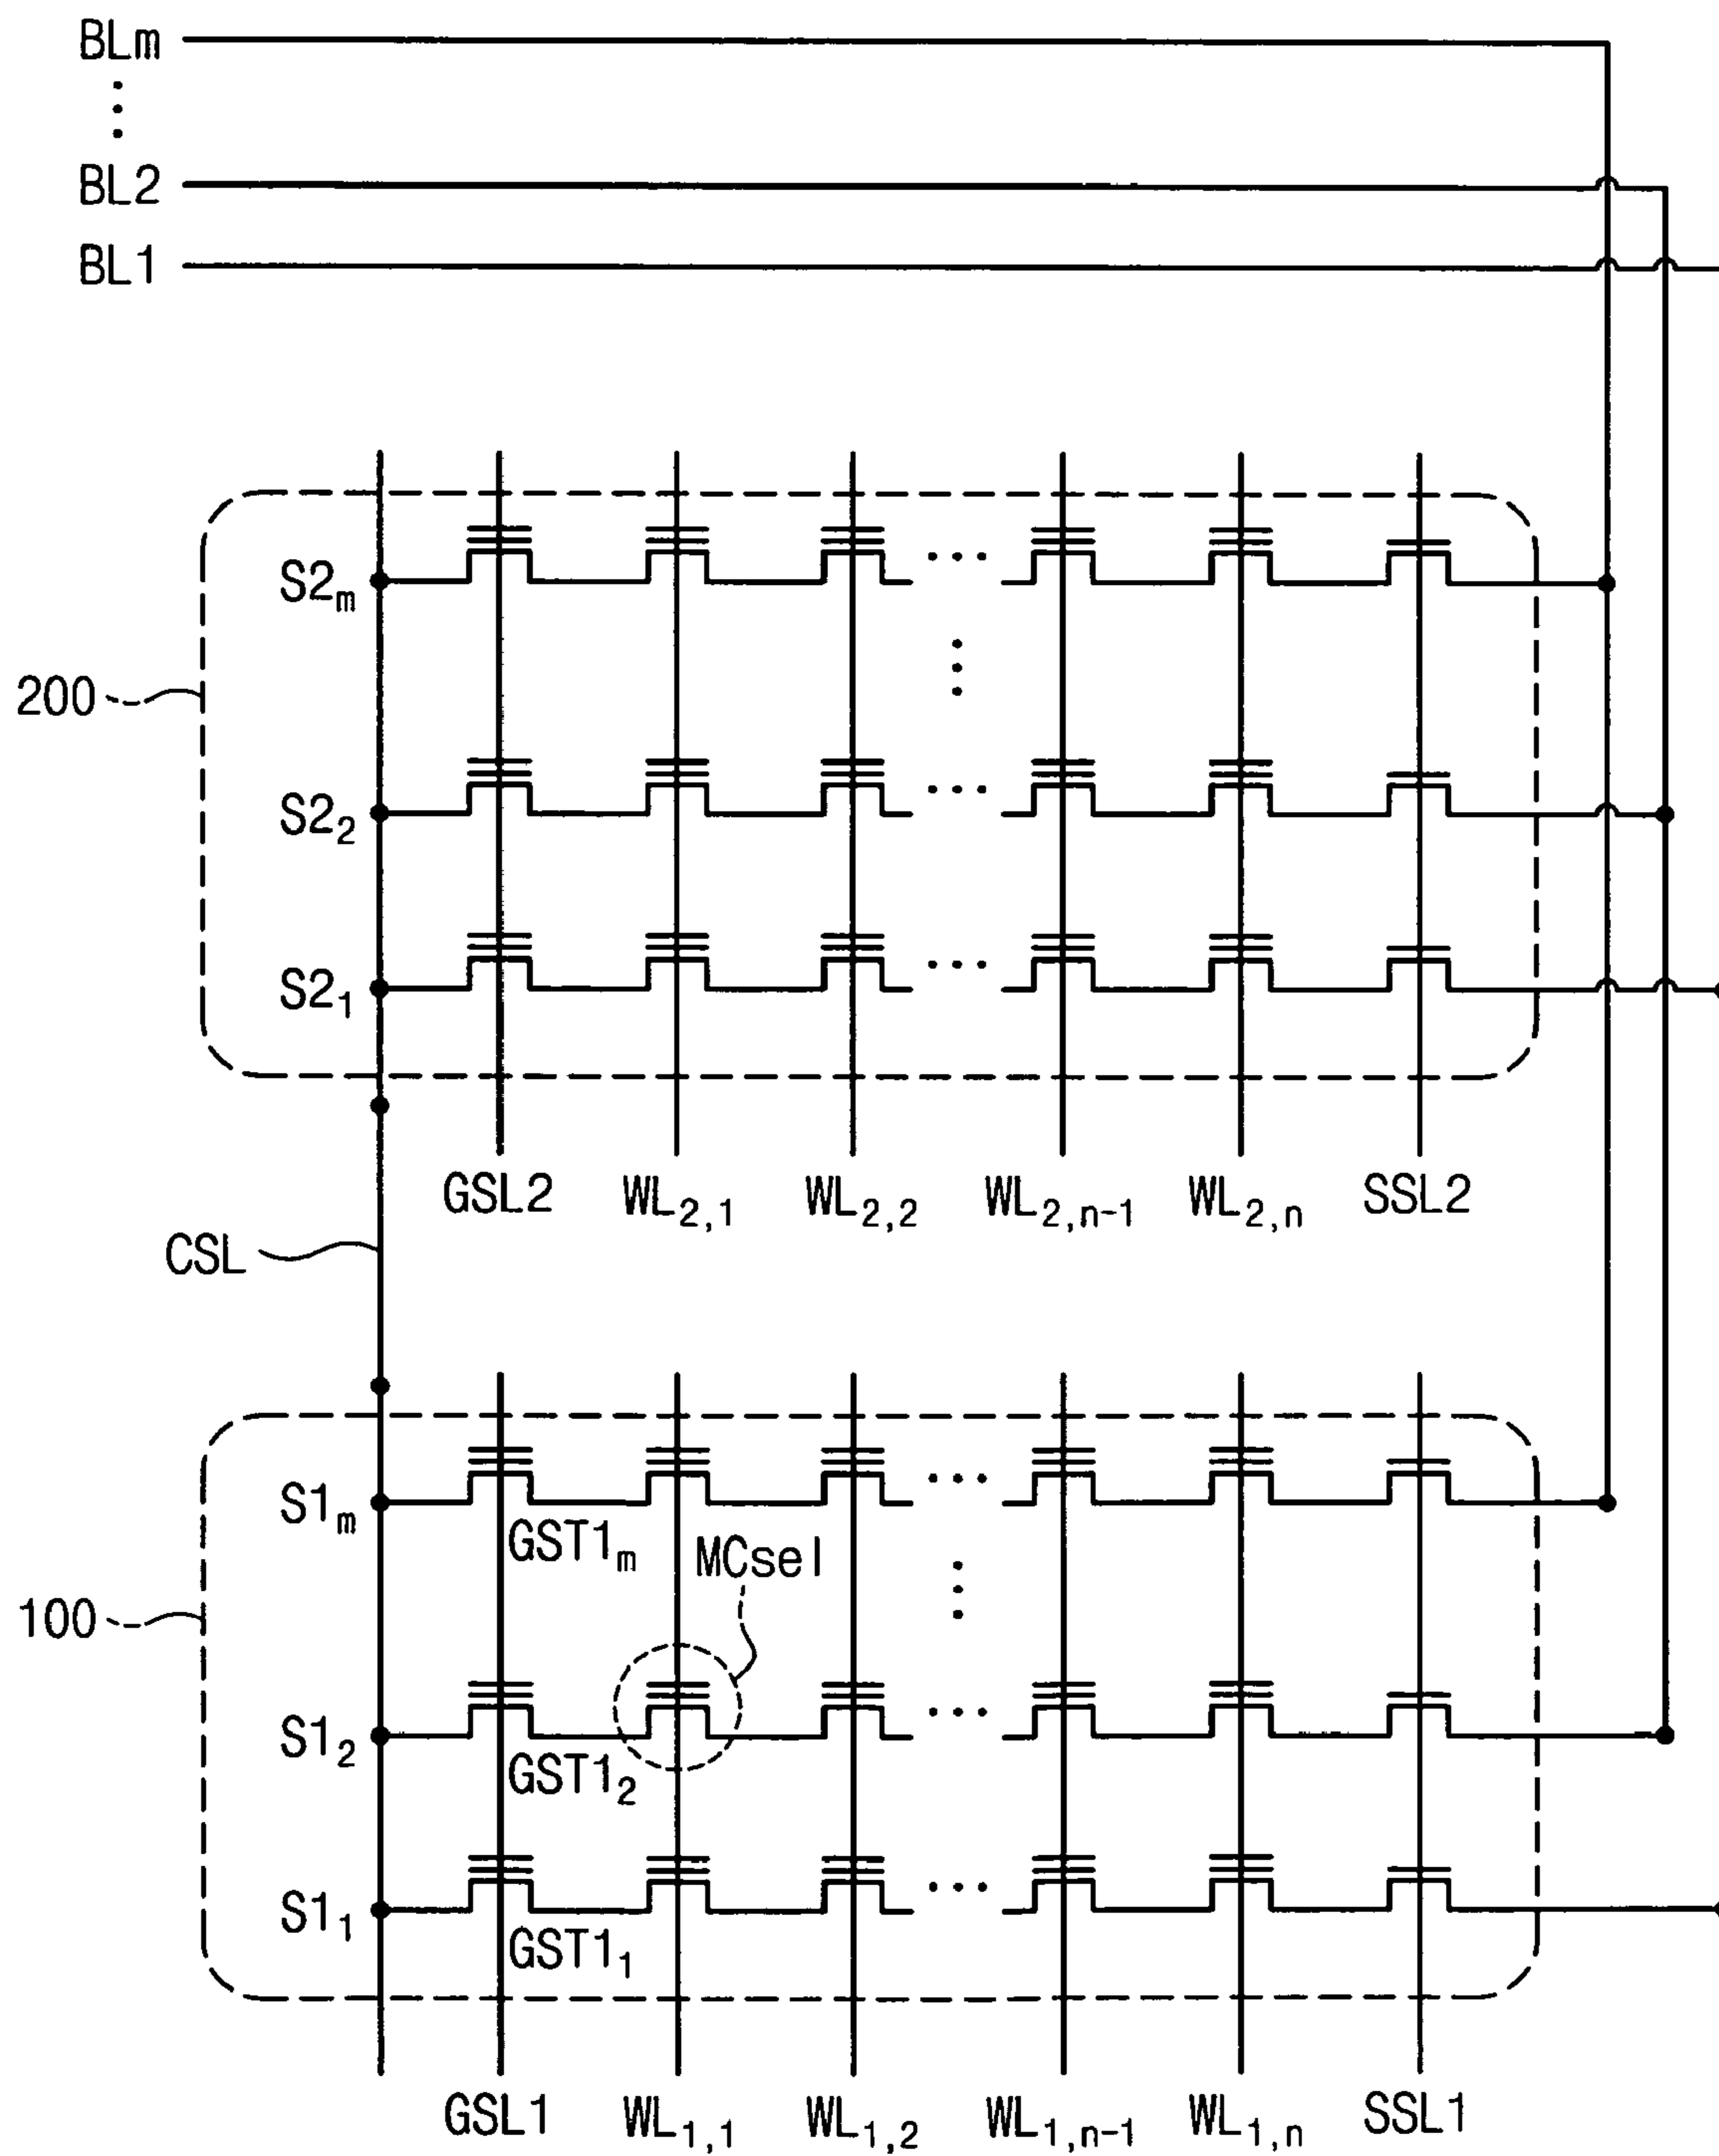 BLm
BL2
BL1
S2m
200
S22
S21
GSL2 WL2,1 WL2,2 WL2,n-1 WL2,n SSL2
CSL
S1m
GST1m
MCsel
100
S12
GST12
S11
GST11
GSL1 WL1,1 WL1,2 WL1,n-1 WL1,n SSL1